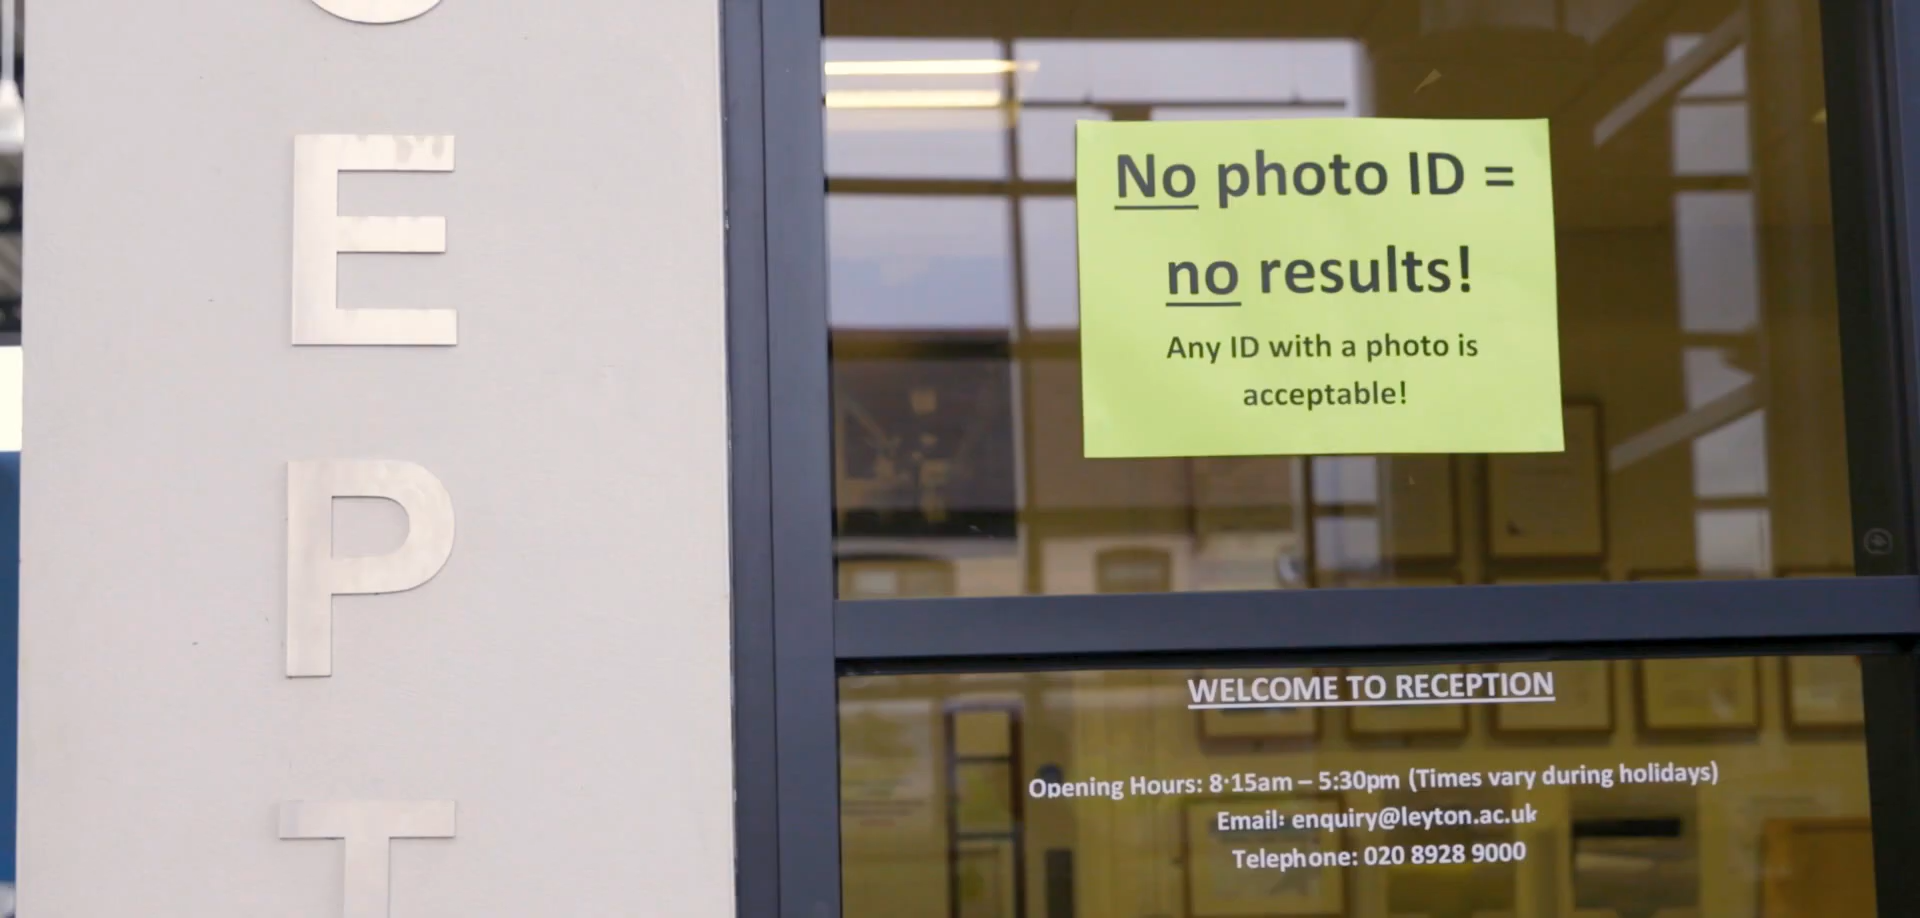 E
P
T
No photo ID =
no results!
Any ID with a photo is
acceptable!
WELCOME TO RECEPTION
Opening Hours: 8:15am – 5:30pm (Times vary during holidays)
Email: enquiry@leyton.ac.uk
Telephone: 020 8928 9000